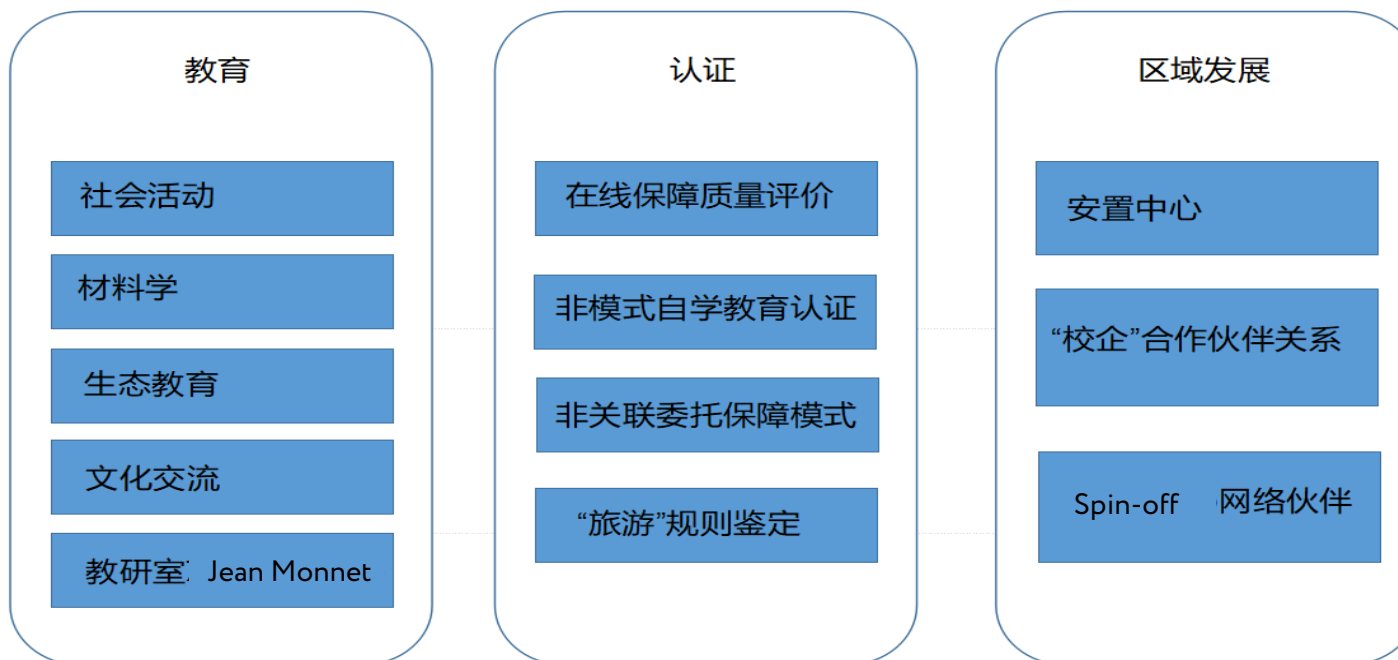 教育
社会活动
材料学
生态教育
文化交流
教研室 Jean Monnet
认证
在线保障质量评价
非模式自学教育认证
非关联委托保障模式
“旅游”规则鉴定
区域发展
安置中心
“校企”合作伙伴关系
Spin-off 网络伙伴